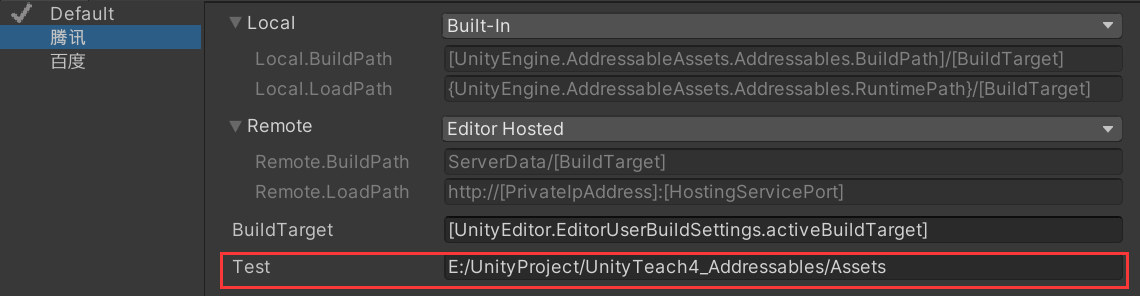 Default
腾讯
百度
Local Built-In
Local.BuildPath [UnityEngine.AddressableAssets.Addressables.BuildPath]/[BuildTarget]
Local.LoadPath {UnityEngine.AddressableAssets.Addressables.RuntimePath}/[BuildTarget]
Remote Editor Hosted
Remote.BuildPath ServerData/[BuildTarget]
Remote.LoadPath http://[PrivateIpAddress]:[HostingServicePort]
BuildTarget [UnityEditor.EditorUserBuildSettings.activeBuildTarget]
Test E:/UnityProject/UnityTeach4_Addressables/Assets